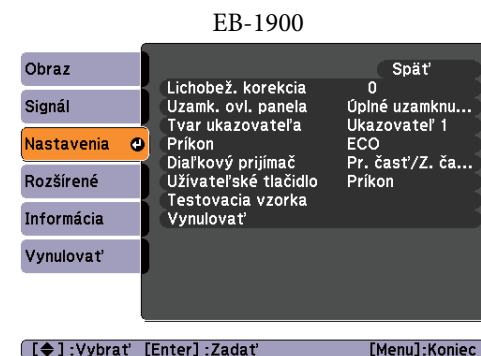 EB-1900
Obraz
Signál
Nastavenia
Rozšírené
Informácia
Vynulovať
Späť
Lichobež. korekcia 0
Uzamk. ovl. panela Úplné uzamknu...
Tvar ukazovateľa Ukazovateľ 1
Príkon ECO
Diaľkový prijímač Pr. časť/Z. ča...
Užívateľské tlačidlo Príkon
Testovacia vzorka
Vynulovať
[ ] :Vybrať [Enter] :Zadať [Menu]:Koniec